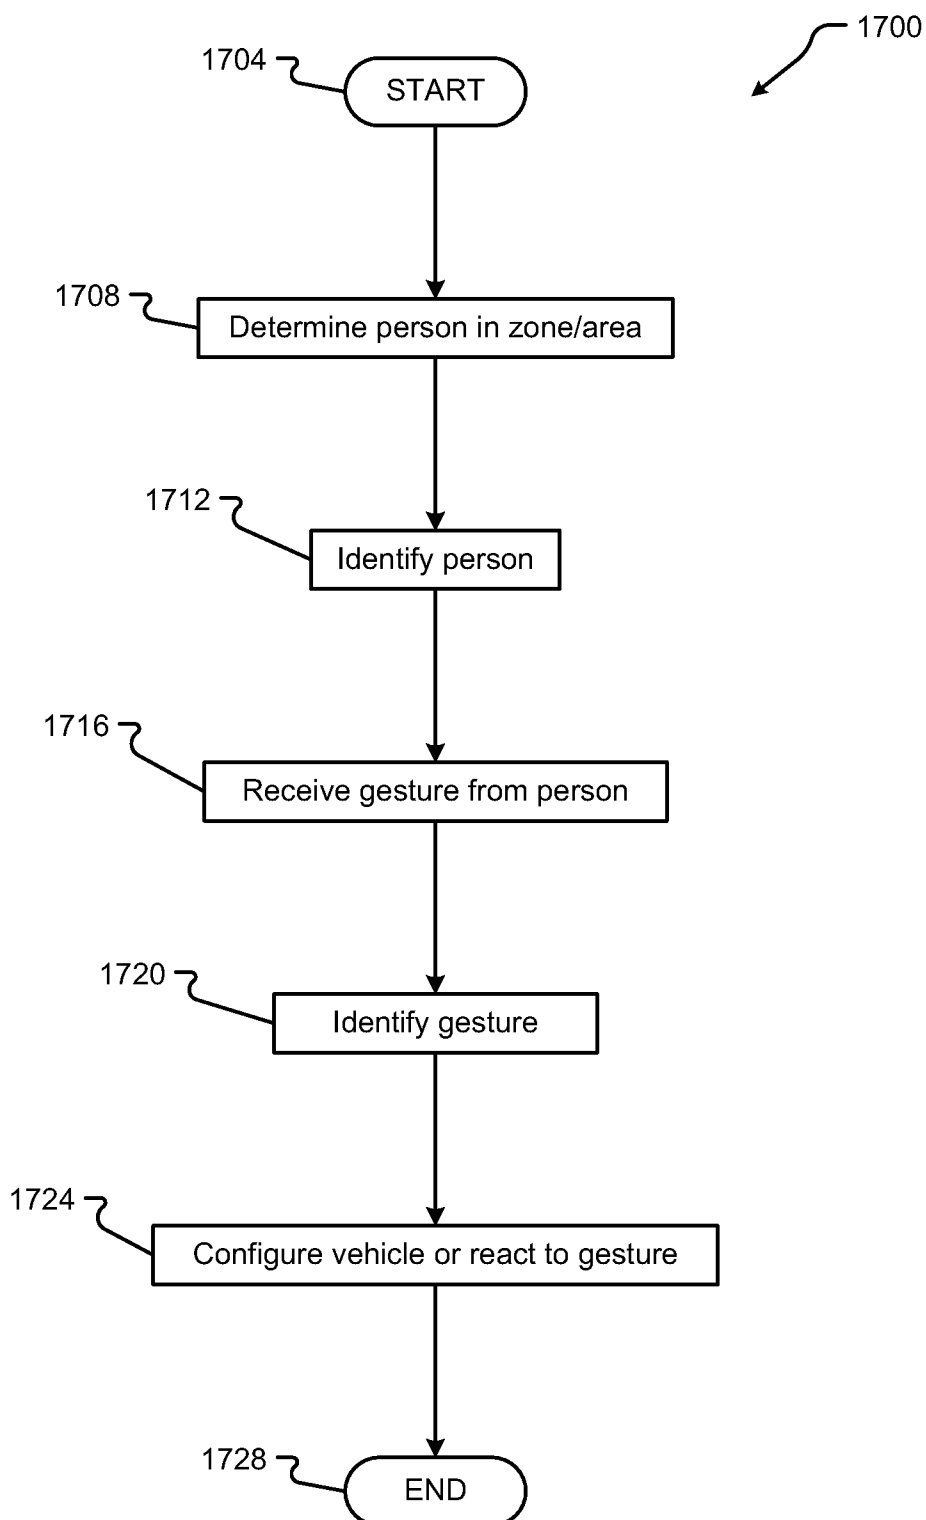 1700
1704
START
1708
Determine person in zone/area
1712
Identify person
1716
Receive gesture from person
1720
Identify gesture
1724
Configure vehicle or react to gesture
1728
END